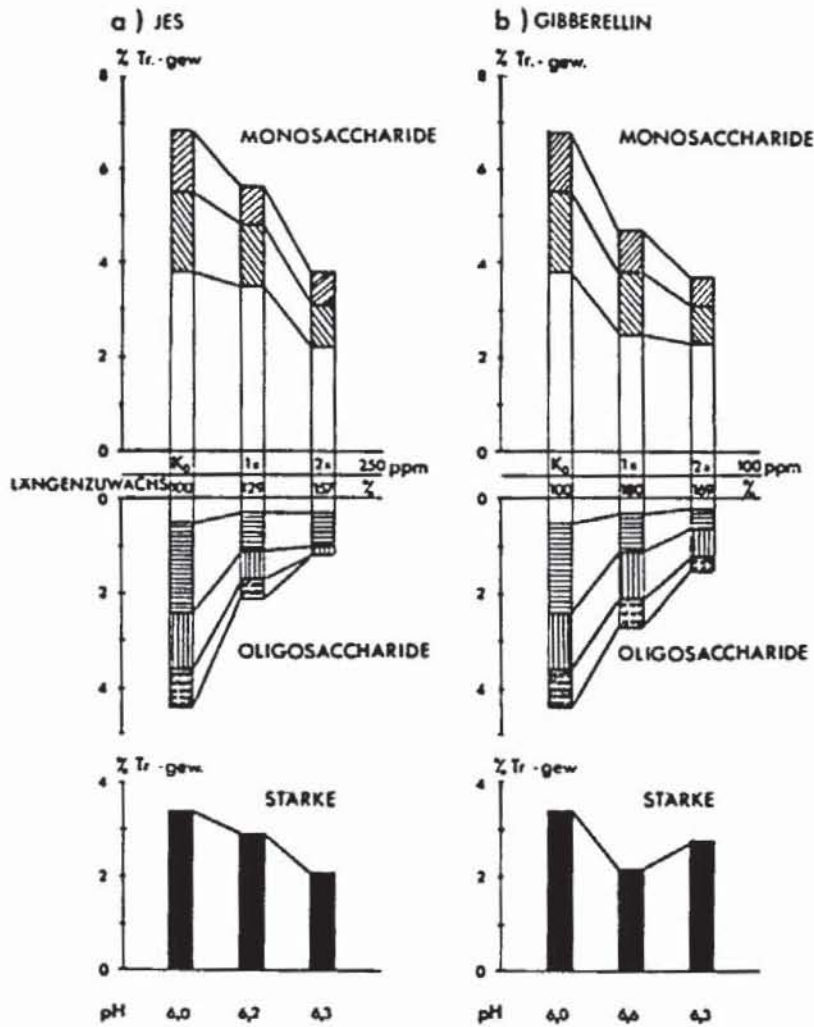 a ) JES b ) GIBBERELLIN
% Tr.-gew % Tr.-gew.
8 8
MONOSACCHARIDE MONOSACCHARIDE
6 6
4 4
2 2
0 0
K₀ 1x 2x 250 ppm K₀ 1x 2x 100 ppm
LÄNGENZUWACHS 100 129 157 % 100 180 169 %
0 0
2 2
OLIGOSACCHARIDE OLIGOSACCHARIDE
4 4
% Tr -gew. % Tr -gew
4 4
STÄRKE STÄRKE
2 2
0 0
pH 6,0 6,2 6,3 pH 6,0 6,6 6,3